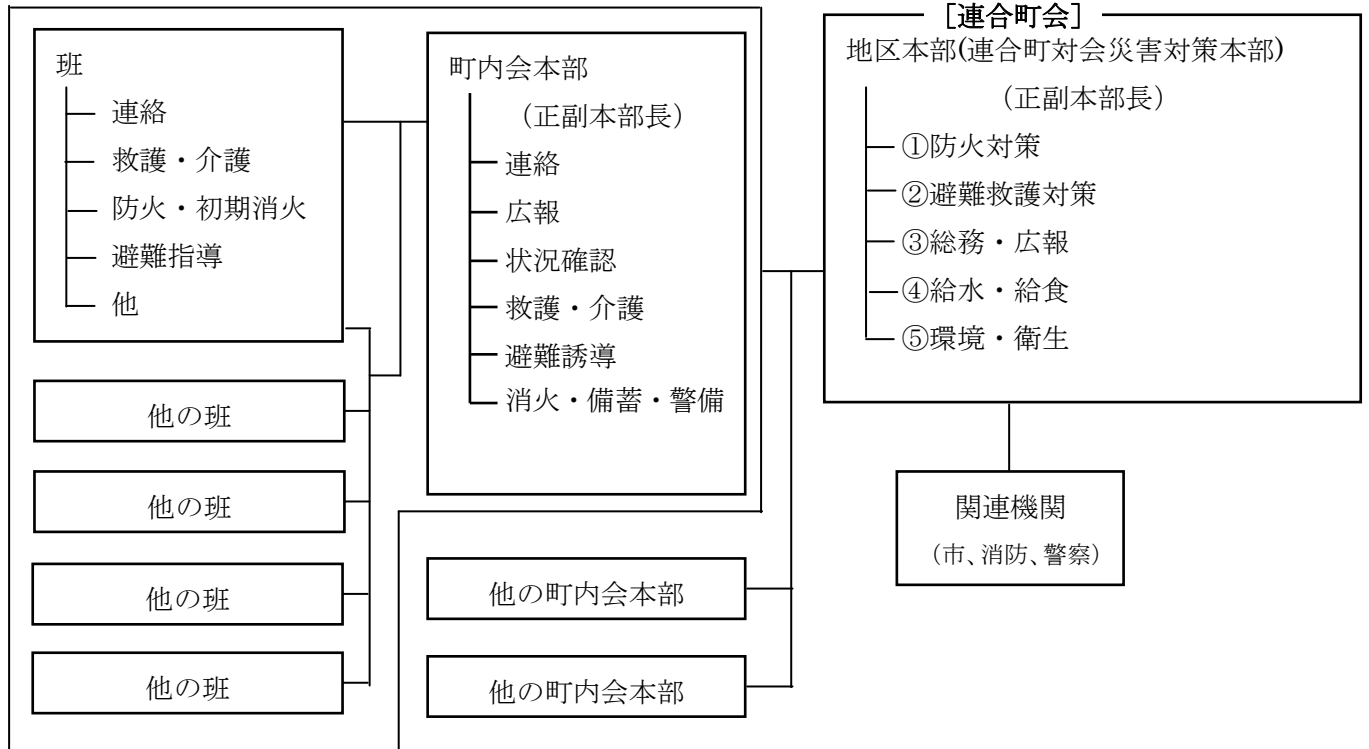 班
連絡
救護・介護
防火・初期消火
避難指導
他
他の班
他の班
他の班
他の班
町内会本部
（正副本部長）
連絡
広報
状況確認
救護・介護
避難誘導
消火・備蓄・警備
他の町内会本部
他の町内会本部
［連合町会］
地区本部(連合町対会災害対策本部)
（正副本部長）
①防火対策
②避難救護対策
③総務・広報
④給水・給食
⑤環境・衛生
関連機関
（市、消防、警察）